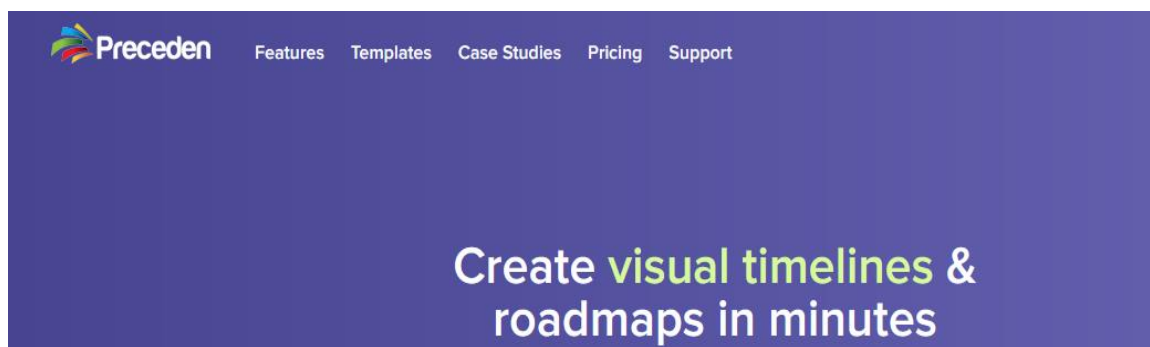 Preceden Features Templates Case Studies Pricing Support
Create visual timelines &
roadmaps in minutes